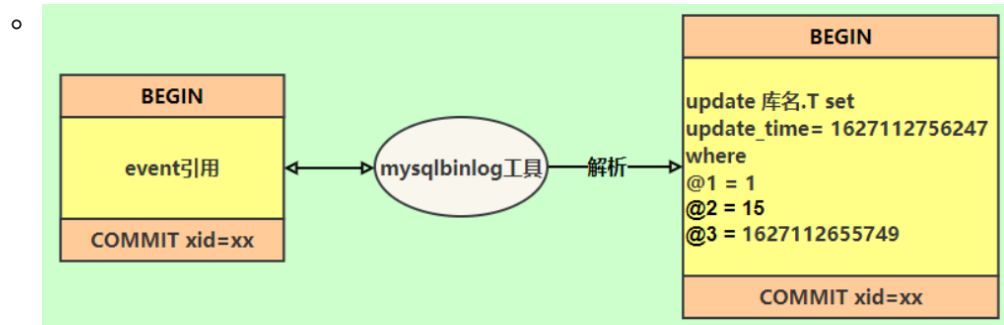 BEGIN
event引用
COMMIT xid=xx
mysqlbinlog工具
解析
BEGIN
update 库名.T set
update_time= 1627112756247
where
@1 = 1
@2 = 15
@3 = 1627112655749
COMMIT xid=xx